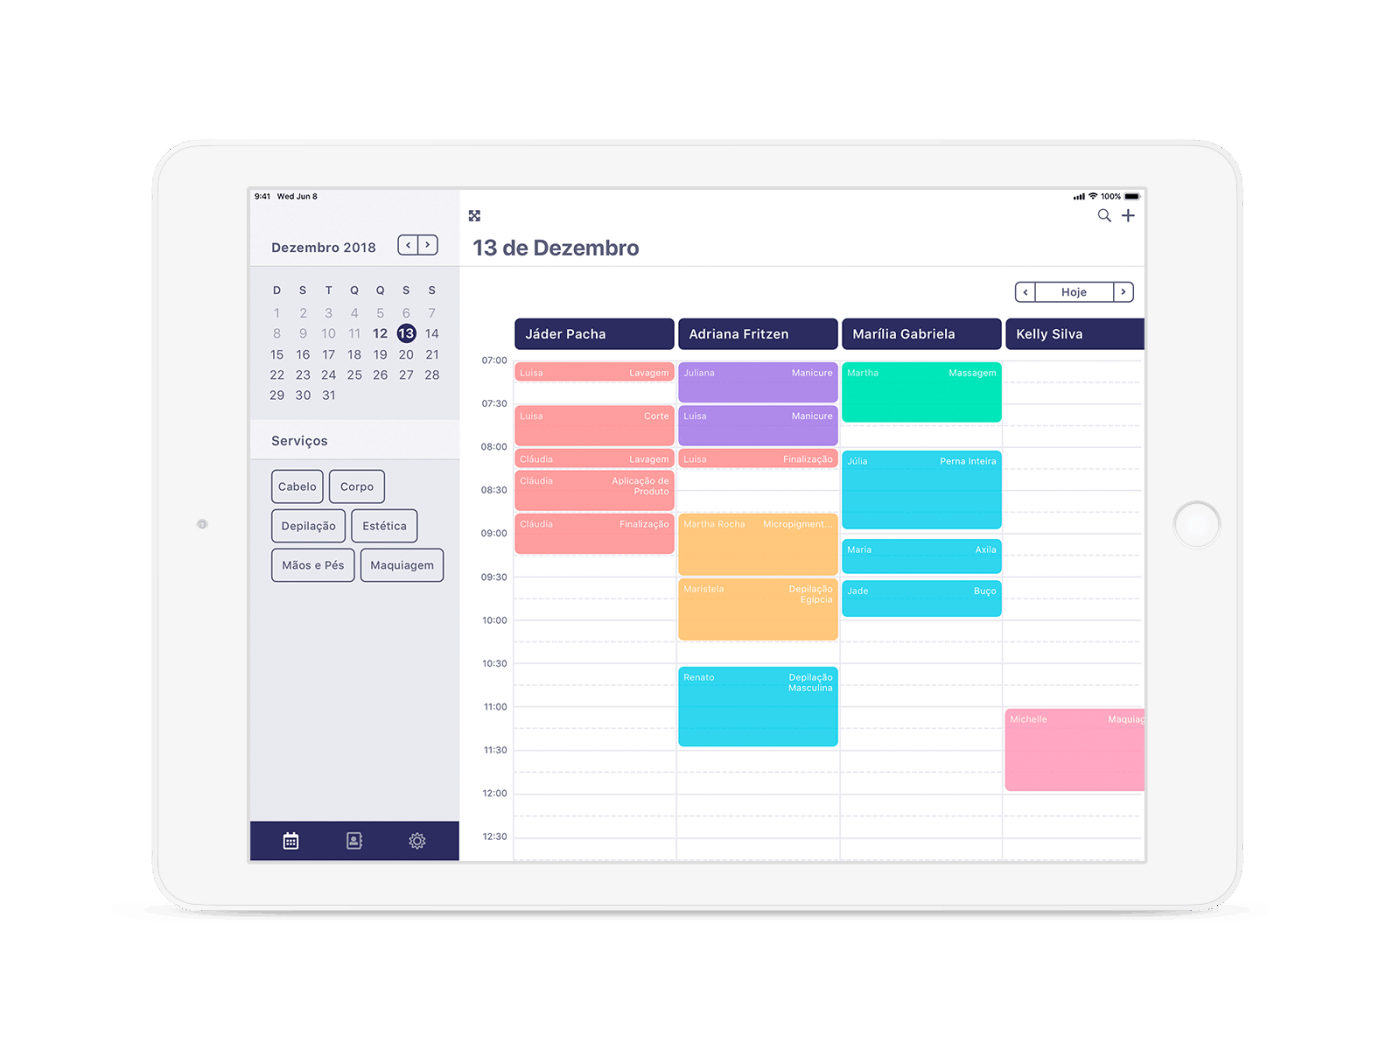 9:41 Wed Jun 8
100%
Dezembro 2018
13 de Dezembro
D S T Q Q S S
1 2 3 4 5 6 7
8 9 10 11 12 13 14
15 16 17 18 19 20 21
22 23 24 25 26 27 28
29 30 31
Serviços
Cabelo Corpo
Depilação Estética
Mãos e Pés Maquiagem
Hoje
Jáder Pacha Adriana Fritzen Marília Gabriela Kelly Silva
07:00
Luisa Lavagem
Juliana Manicure
Martha Massagem
07:30
Luisa Corte
Luisa Manicure
08:00
Cláudia Lavagem
Luisa Finalização
Júlia Perna inteira
Cláudia Aplicação de
Produto
08:30
09:00
Cláudia Finalização
Martha Rocha Micropigment...
Maria Axila
09:30
Maristela Depilação
Egípcia
Jade Buço
10:00
10:30
Renato Depilação
Masculina
11:00
Michelle Maquiag
11:30
12:00
12:30